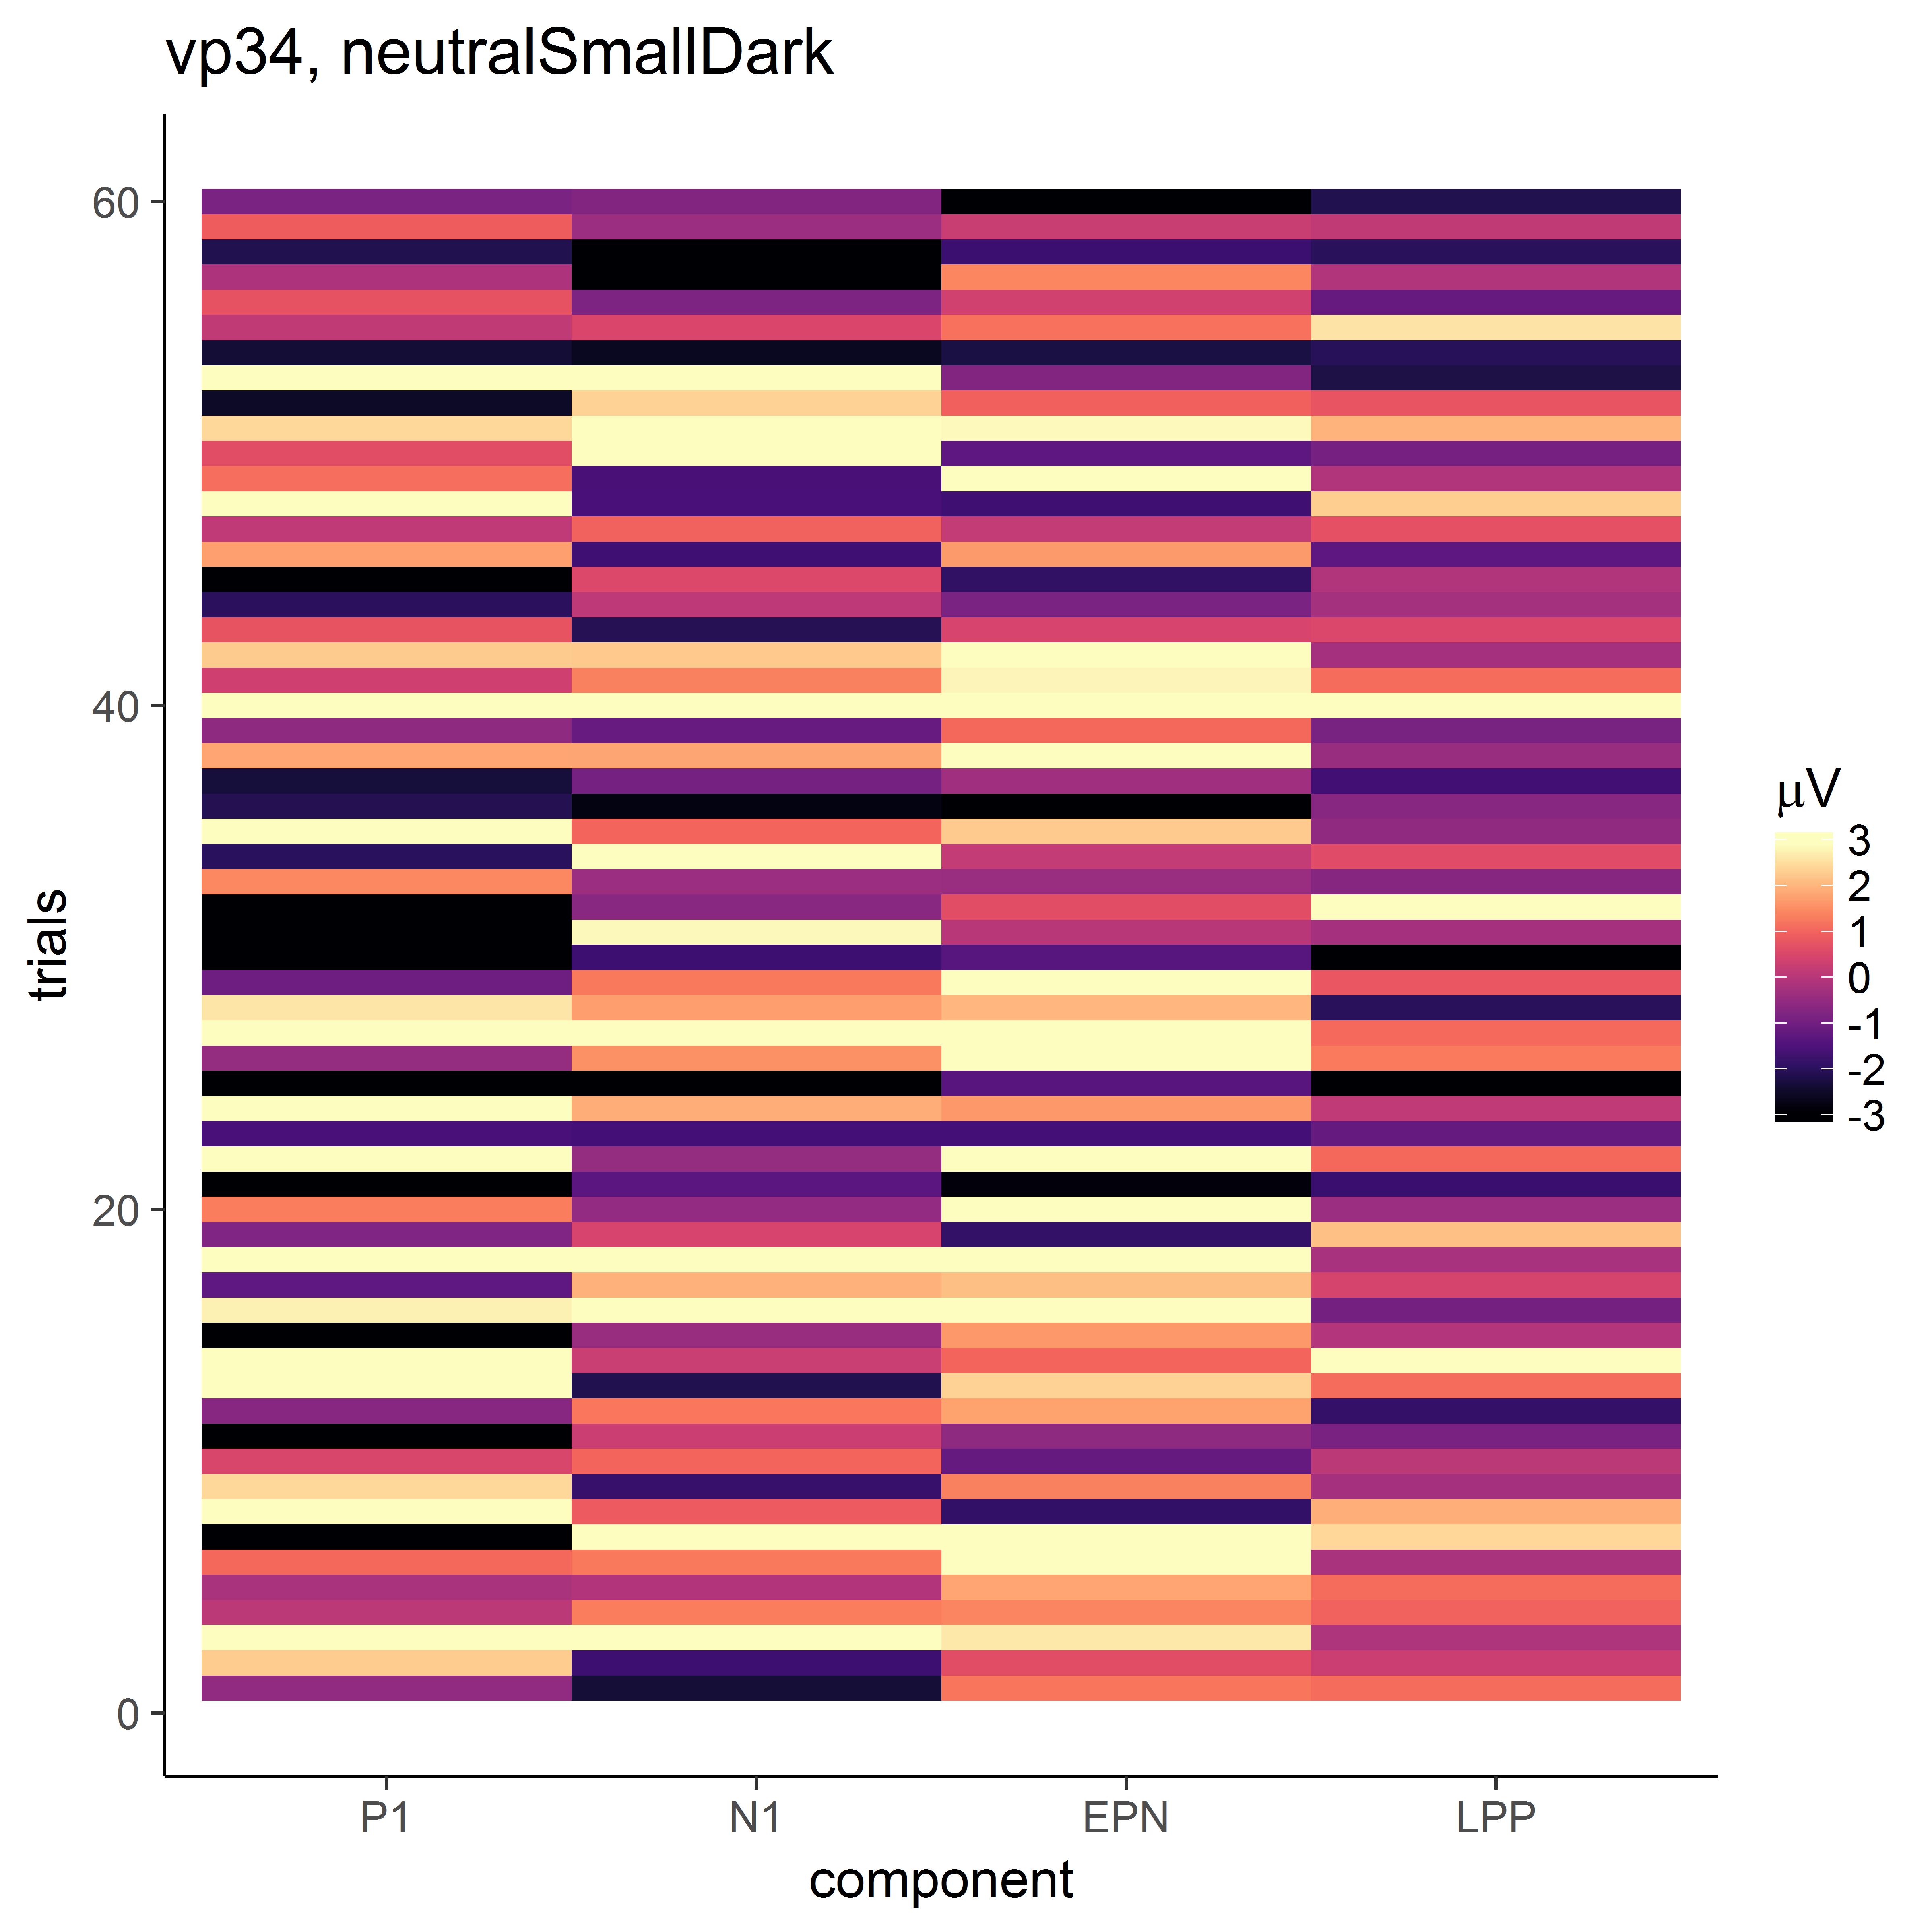 vp34, neutralSmallDark
60
40
20
0
trials
P1 N1 EPN LPP
component
μV
3
2
1
0
-1
-2
-3